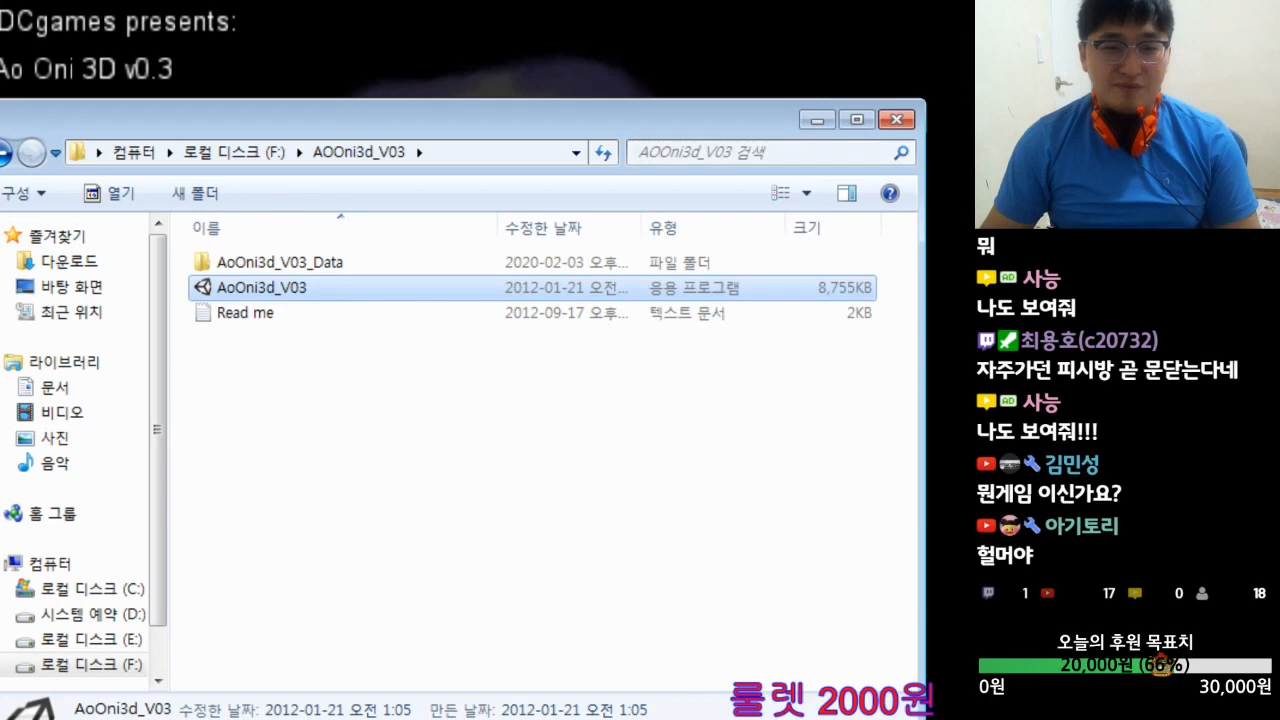 DCgames presents:
Ao Oni 3D v0.3
컴퓨터 로컬 디스크 (F:) AOOni3d_V03
AOOni3d_V03 검색
구성 열기 새 폴더
이름 수정한 날짜 유형 크기
AoOni3d_V03_Data 2020-02-03 오후... 파일 폴더
AoOni3d_V03 2012-01-21 오전... 응용 프로그램 8,755KB
Read me 2012-09-17 오후... 텍스트 문서 2KB
즐겨찾기
다운로드
바탕 화면
최근 위치
라이브러리
문서
비디오
사진
음악
홈 그룹
컴퓨터
로컬 디스크 (C:)
시스템 예약 (D:)
로컬 디스크 (E:)
로컬 디스크 (F:)
AoOni3d_V03 수정한 날짜: 2012-01-21 오전 1:05 만든 날짜: 2012-01-21 오전 1:05
룰렛 2000원
뭐
AD 사능
나도 보여줘
최용호(c20732)
자주가던 피시방 곧 문닫는다네
AD 사능
나도 보여줘!!!
김민성
뭔게임 이신가요?
아기토리
헐머야
1 17 0 18
오늘의 후원 목표치
20,000원 (66%)
0원 30,000원